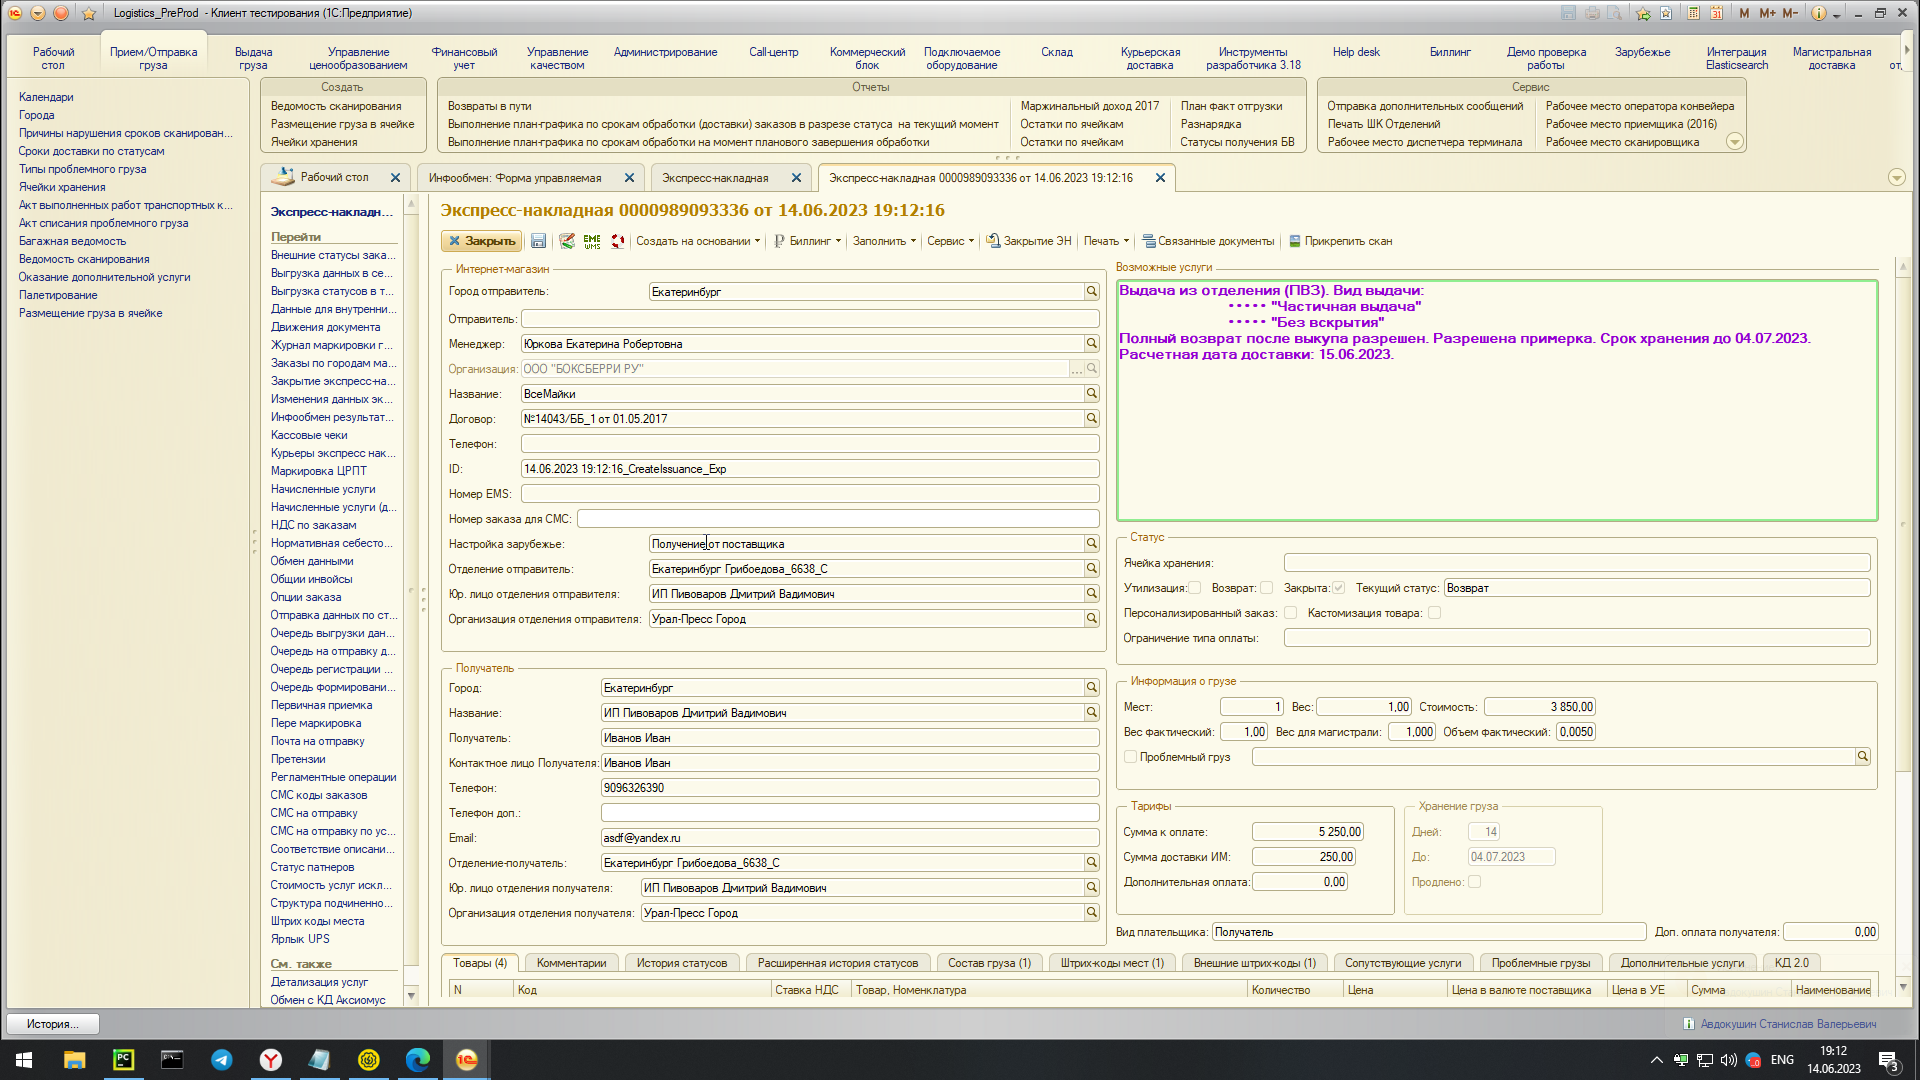 Logistics_PreProd - Клиент тестирования (1С:Предприятие)
M M+ M-
Рабочий стол
Прием/Отправка груза
Выдача груза
Управление ценообразованием
Финансовый учет
Управление качеством
Администрирование
Call-центр
Коммерческий блок
Подключаемое оборудование
Склад
Курьерская доставка
Инструменты разработчика 3.18
Help desk
Биллинг
Демо проверка работы
Зарубежье
Интеграция Elasticsearch
Магистральная доставка
Календари
Города
Причины нарушения сроков сканирован...
Сроки доставки по статусам
Типы проблемного груза
Ячейки хранения
Акт выполненных работ транспортных к...
Акт списания проблемного груза
Багажная ведомость
Ведомость сканирования
Оказание дополнительной услуги
Палетирование
Размещение груза в ячейке
Создать
Ведомость сканирования
Размещение груза в ячейке
Ячейки хранения
Отчеты
Возвраты в пути
Выполнение план-графика по срокам обработки (доставки) заказов в разрезе статуса на текущий момент
Выполнение план-графика по срокам обработки на момент планового завершения обработки
Маржинальный доход 2017
Остатки по ячейкам
Остатки по ячейкам
План факт отгрузки
Разнарядка
Статусы получения БВ
Сервис
Отправка дополнительных сообщений
Печать ШК Отделений
Рабочее место диспетчера терминала
Рабочее место оператора конвейера
Рабочее место приемщика (2016)
Рабочее место сканировщика
Рабочий стол
Инфообмен: Форма управляемая
Экспресс-накладная
Экспресс-накладная 0000989093336 от 14.06.2023 19:12:16
Экспресс-накладн...
Перейти
Внешние статусы зака...
Выгрузка данных в се...
Выгрузка статусов в т...
Данные для внутренни...
Движения документа
Журнал маркировки г...
Заказы по городам ма...
Закрытие экспресс-на...
Изменения данных эк...
Инфообмен результат...
Кассовые чеки
Курьеры экспресс нак...
Маркировка ЦРПТ
Начисленные услуги
Начисленные услуги (д...
НДС по заказам
Нормативная себесто...
Обмен данными
Общии инвойсы
Опции заказа
Отправка данных по ст...
Очередь выгрузки дан...
Очередь на отправку д...
Очередь регистрации ...
Очередь формировани...
Первичная приемка
Пере маркировка
Почта на отправку
Претензии
Регламентные операции
СМС коды заказов
СМС на отправку
СМС на отправку по ус...
Соответствие описани...
Статус патнеров
Стоимость услуг искл...
Структура подчиненно...
Штрих коды места
Ярлык UPS
См. также
Детализация услуг
Обмен с КД Аксиомус
Экспресс-накладная 0000989093336 от 14.06.2023 19:12:16
Закрыть
EME WMS
Создать на основании
Биллинг
Заполнить
Сервис
Закрытие ЭН
Печать
Связанные документы
Прикрепить скан
Интернет-магазин
Город отправитель: Екатеринбург
Отправитель:
Менеджер: Юркова Екатерина Робертовна
Организация: ООО "БОКСБЕРРИ РУ"
Название: ВсеМайки
Договор: №14043/ББ_1 от 01.05.2017
Телефон:
ID: 14.06.2023 19:12:16_CreateIssuance_Exp
Номер EMS:
Номер заказа для СМС:
Настройка зарубежье: Получение от поставщика
Отделение отправитель: Екатеринбург Грибоедова_6638_С
Юр. лицо отделения отправителя: ИП Пивоваров Дмитрий Вадимович
Организация отделения отправителя: Урал-Пресс Город
Получатель
Город: Екатеринбург
Название: ИП Пивоваров Дмитрий Вадимович
Получатель: Иванов Иван
Контактное лицо Получателя: Иванов Иван
Телефон: 9096326390
Телефон доп.:
Email: asdf@yandex.ru
Отделение-получатель: Екатеринбург Грибоедова_6638_С
Юр. лицо отделения получателя: ИП Пивоваров Дмитрий Вадимович
Организация отделения получателя: Урал-Пресс Город
Возможные услуги
Выдача из отделения (ПВЗ). Вид выдачи:
••••• "Частичная выдача"
••••• "Без вскрытия"
Полный возврат после выкупа разрешен. Разрешена примерка. Срок хранения до 04.07.2023.
Расчетная дата доставки: 15.06.2023.
Статус
Ячейка хранения:
Утилизация: Возврат: Закрыта: Текущий статус: Возврат
Персонализированный заказ: Кастомизация товара:
Ограничение типа оплаты:
Информация о грузе
Мест: 1 Вес: 1,00 Стоимость: 3 850,00
Вес фактический: 1,00 Вес для магистрали: 1,000 Объем фактический: 0,0050
Проблемный груз
Тарифы
Сумма к оплате: 5 250,00
Сумма доставки ИМ: 250,00
Дополнительная оплата: 0,00
Хранение груза
Дней: 14
До: 04.07.2023
Продлено:
Вид плательщика: Получатель Доп. оплата получателя: 0,00
Товары (4)
Комментарии
История статусов
Расширенная история статусов
Состав груза (1)
Штрих-коды мест (1)
Внешние штрих-коды (1)
Сопутствующие услуги
Проблемные грузы
Дополнительные услуги
КД 2.0
N Код Ставка НДС Товар, Номенклатура Количество Цена Цена в валюте поставщика Цена в УЕ Сумма Наименование
История...
Авдокушин Станислав Валерьевич
ENG
19:12
14.06.2023
3